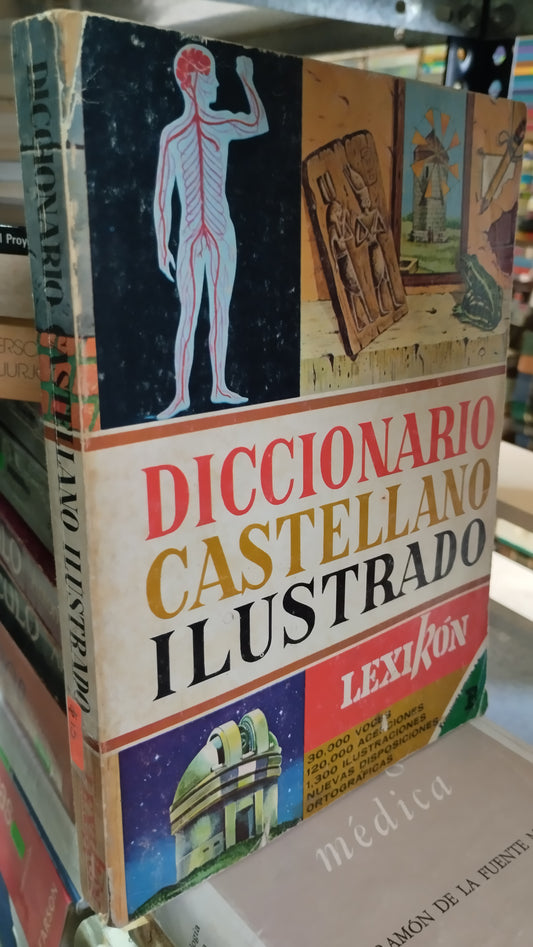 DICCIONARIO
CASTELLANO
ILUSTRADO
LEXIKÓN
30.000 VOCES
120.000 ACEPCIONES
1.300 ILUSTRACIONES
NUEVAS DISPOSICIONES
ORTOGRÁFICAS
DICCIONARIO CASTELLANO ILUSTRADO
médica
RAMÓN DE LA FUENTE